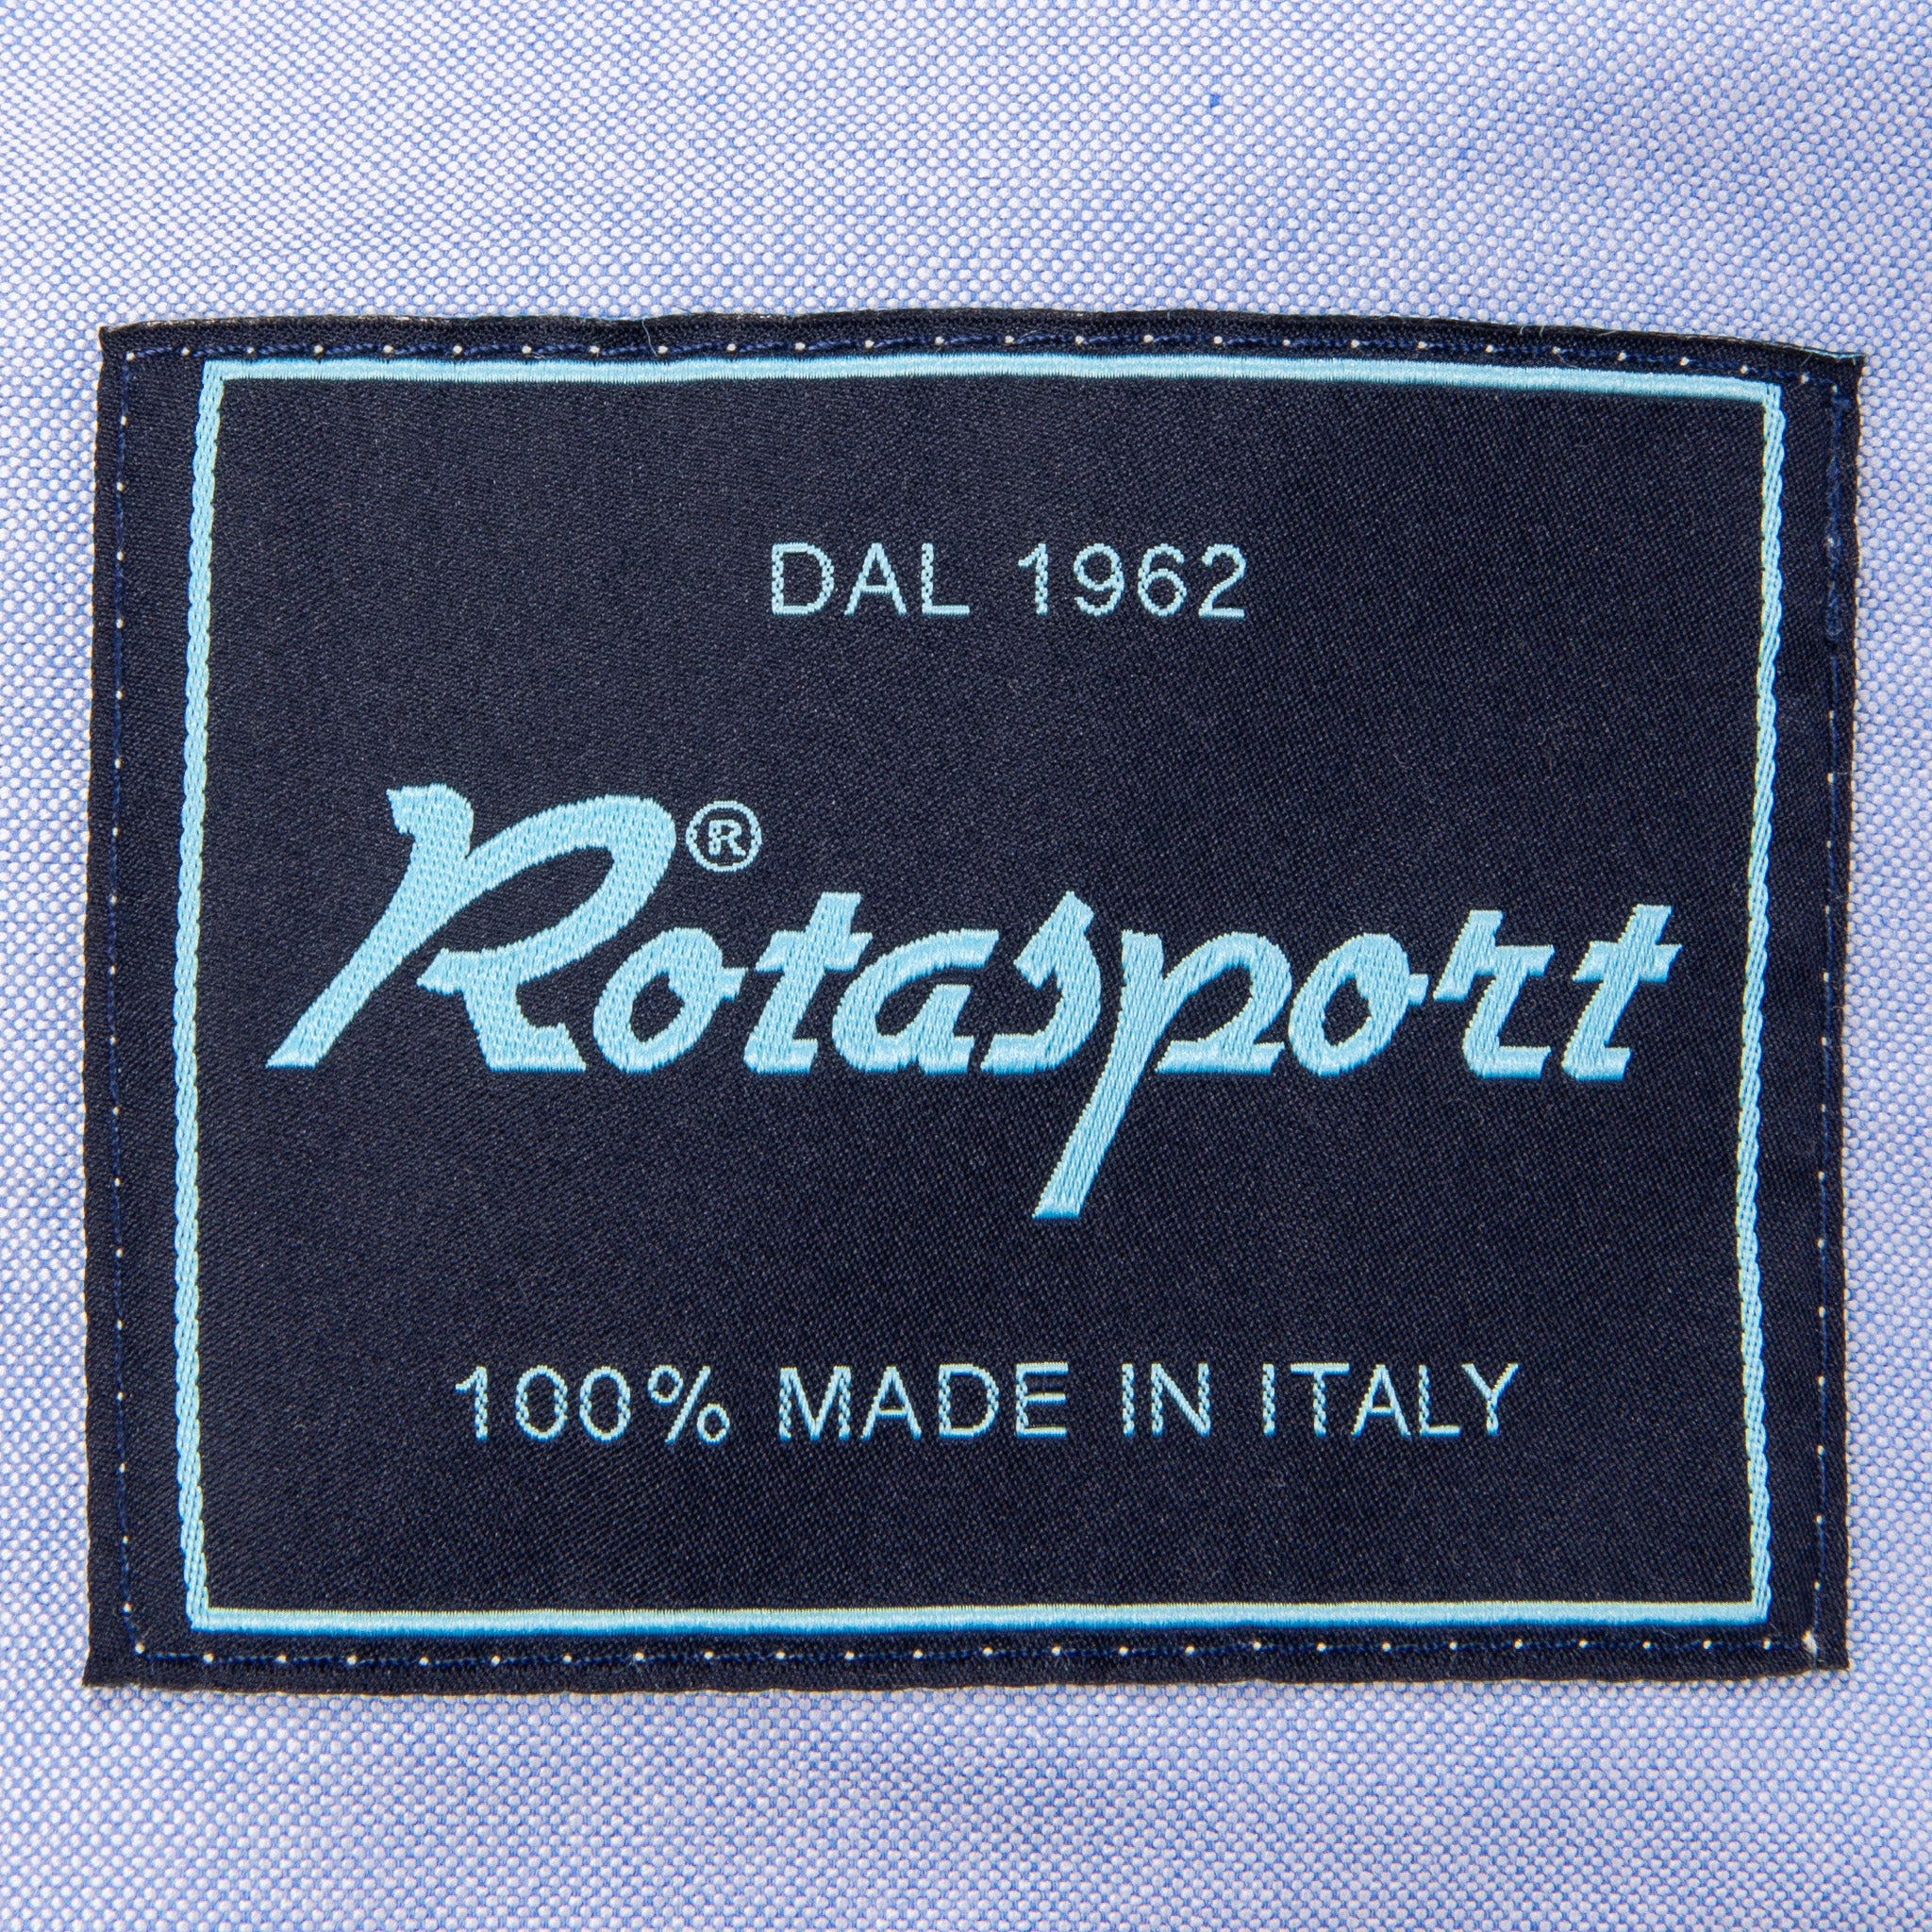 DAL 1962
Rotasport®
100% MADE IN ITALY